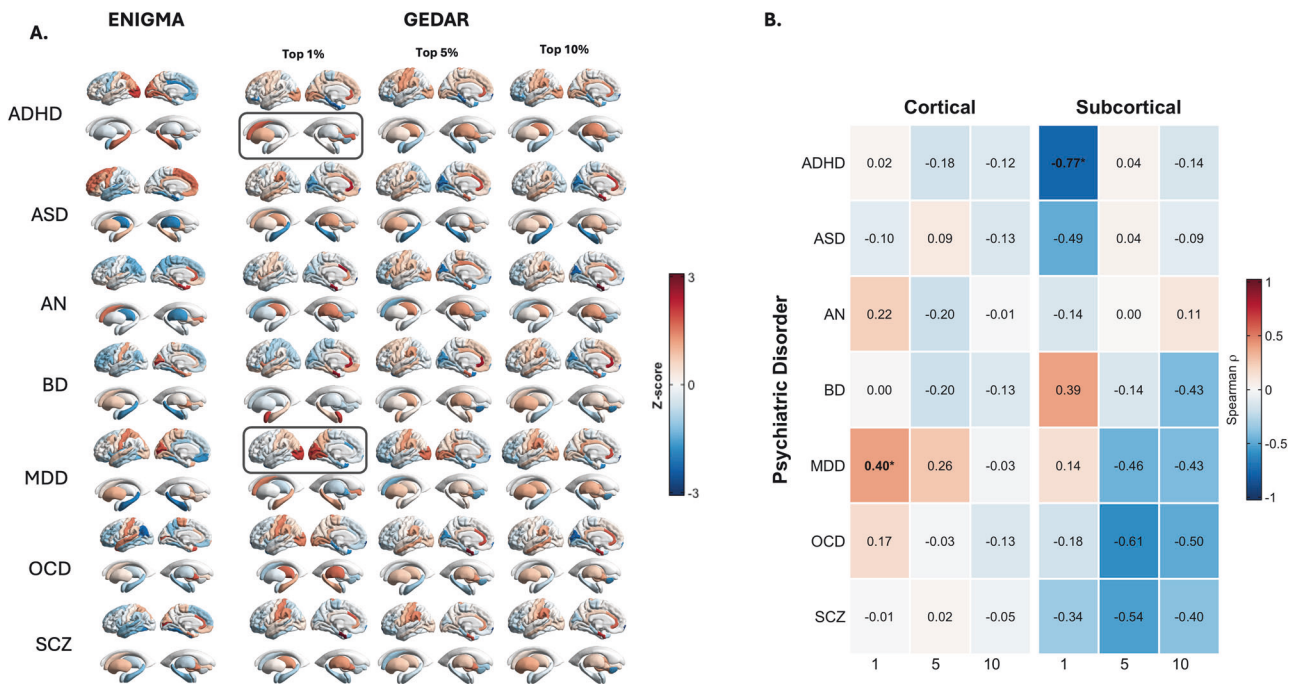 A.
ENIGMA GEDAR
Top 1% Top 5% Top 10%
ADHD
ASD
AN
BD
MDD
OCD
SCZ
3
0
-3
Z-score
B.
Cortical Subcortical
ADHD 0.02 -0.18 -0.12 -0.77* 0.04 -0.14
ASD -0.10 0.09 -0.13 -0.49 0.04 -0.09
AN 0.22 -0.20 -0.01 -0.14 0.00 0.11
BD 0.00 -0.20 -0.13 0.39 -0.14 -0.43
MDD 0.40* 0.26 -0.03 0.14 -0.46 -0.43
OCD 0.17 -0.03 -0.13 -0.18 -0.61 -0.50
SCZ -0.01 0.02 -0.05 -0.34 -0.54 -0.40
1 5 10 1 5 10
Psychiatric Disorder
1
0.5
0
-0.5
-1
Spearman ρ